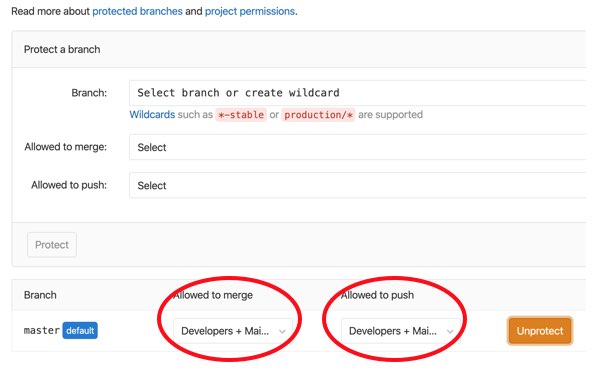 Read more about protected branches and project permissions.
Protect a branch
Branch: Select branch or create wildcard
Wildcards such as *-stable or production/* are supported
Allowed to merge: Select
Allowed to push: Select
Protect
Branch Allowed to merge Allowed to push
master default Developers + Mai... Developers + Mai... Unprotect